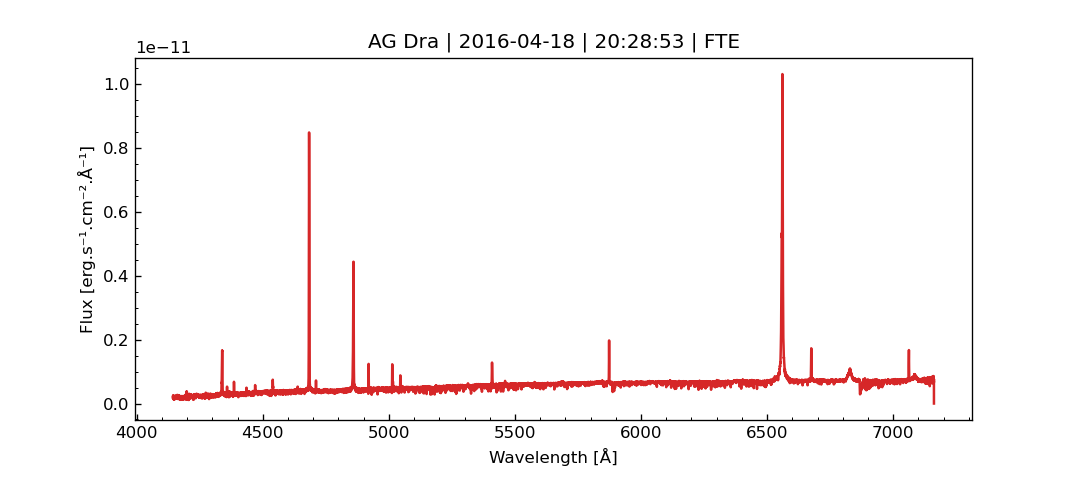 AG Dra | 2016-04-18 | 20:28:53 | FTE
1e−11
1.0
0.8
0.6
0.4
0.2
0.0
Flux [erg.s⁻¹.cm⁻².Å⁻¹]
4000 4500 5000 5500 6000 6500 7000
Wavelength [Å]